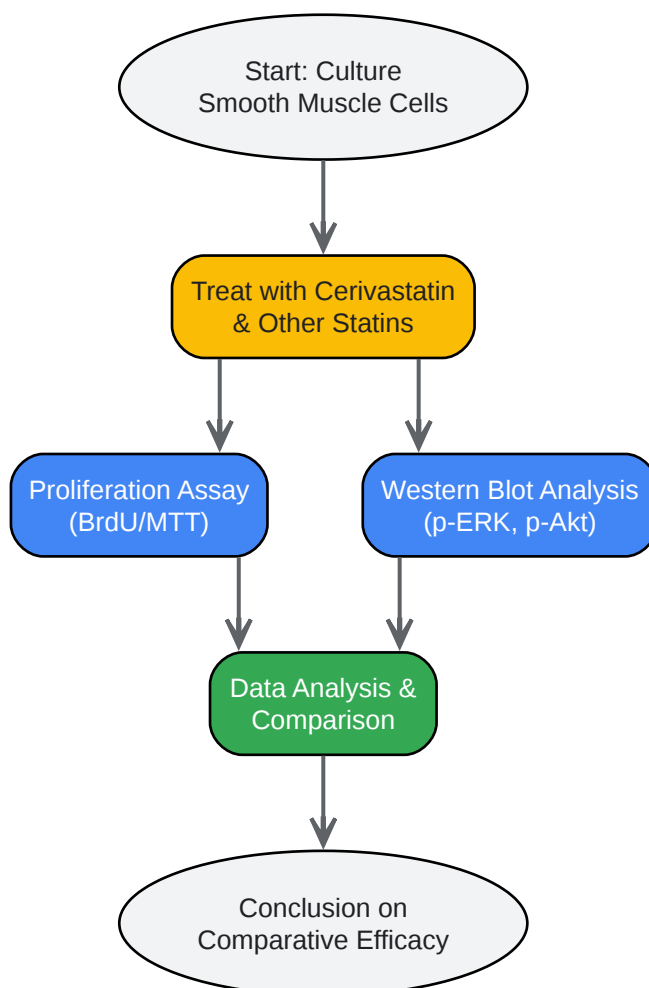 Start: Culture
Smooth Muscle Cells
Treat with Cerivastatin
& Other Statins
Proliferation Assay
(BrdU/MTT)
Western Blot Analysis
(p-ERK, p-Akt)
Data Analysis &
Comparison
Conclusion on
Comparative Efficacy